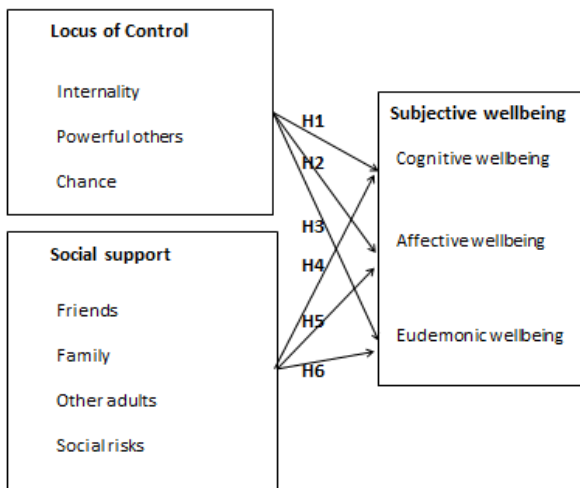 Locus of Control
Internality
Powerful others
Chance
Social support
Friends
Family
Other adults
Social risks
H1
H2
H3
H4
H5
H6
Subjective wellbeing
Cognitive wellbeing
Affective wellbeing
Eudemonic wellbeing